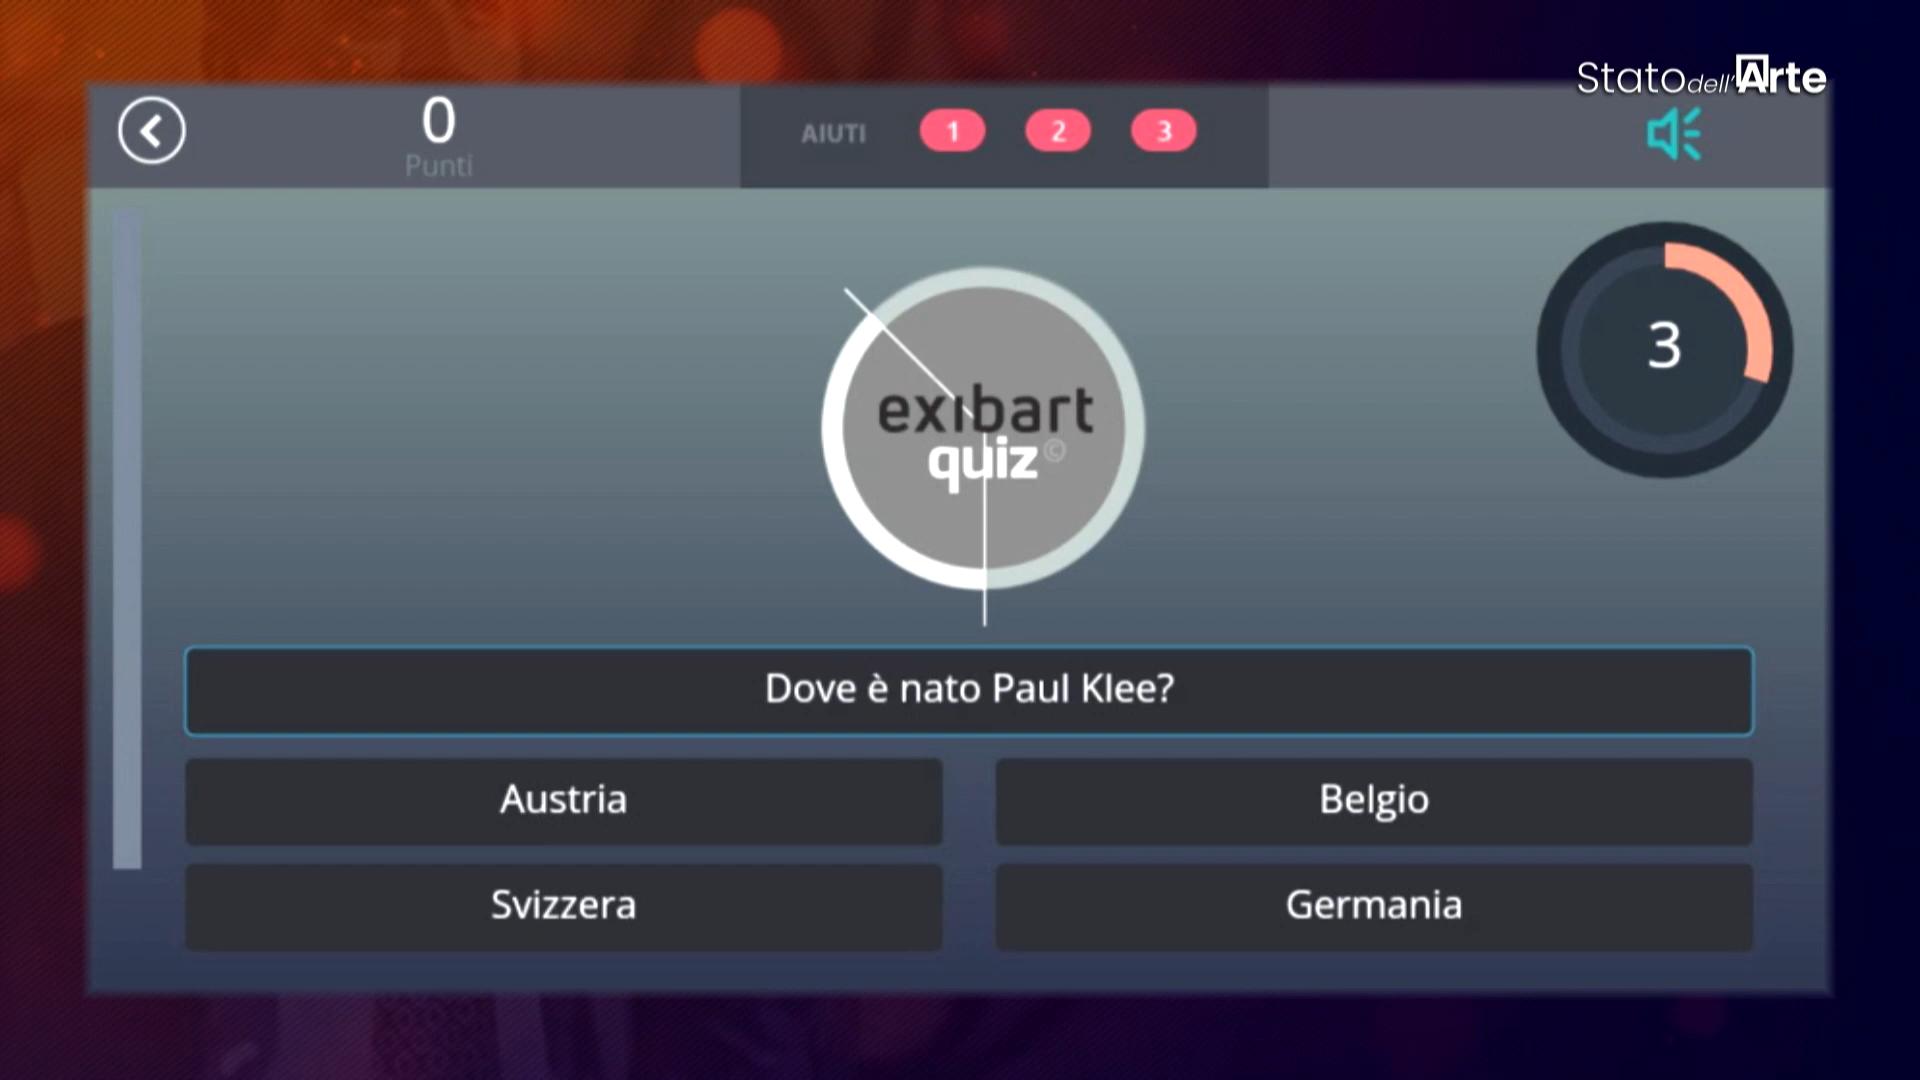 Stato dell'Arte
0
Punti
AIUTI 1 2 3
3
exibart
quiz©
Dove è nato Paul Klee?
Austria
Belgio
Svizzera
Germania